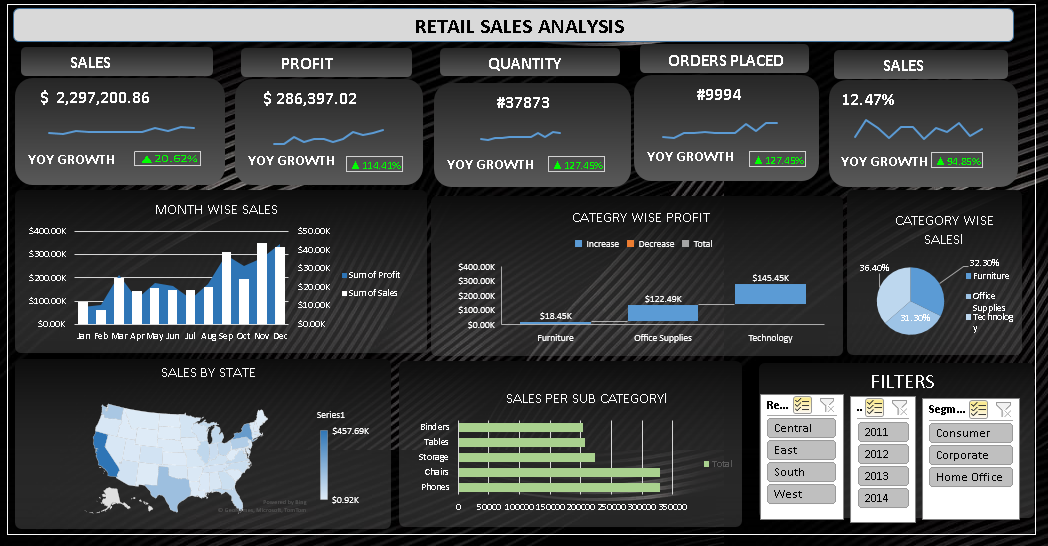 RETAIL SALES ANALYSIS
SALES
$ 2,297,200.86
YOY GROWTH
▲ 20.62%
PROFIT
$ 286,397.02
YOY GROWTH
▲ 114.41%
QUANTITY
#37873
YOY GROWTH
▲ 127.45%
ORDERS PLACED
#9994
YOY GROWTH
▲ 127.45%
SALES
12.47%
YOY GROWTH
▲ 94.85%
MONTH WISE SALES
$400.00K
$300.00K
$200.00K
$100.00K
$0.00K
$50.00K
$40.00K
$30.00K
$20.00K
$10.00K
$0.00K
Jan Feb Mar Apr May Jun Jul Aug Sep Oct Nov Dec
Sum of Profit
Sum of Sales
CATEGRY WISE PROFIT
Increase Decrease Total
$400.00K
$300.00K
$200.00K
$100.00K
$0.00K
$18.45K
$122.49K
$145.45K
Furniture Office Supplies Technology
CATEGORY WISE
SALES|
36.40%
32.30%
31.30%
Furniture
Office
Supplies
Technolog
y
SALES BY STATE
Series1
$457.69K
$0.92K
Powered by Bing
© GeoNames, Microsoft, TomTom
SALES PER SUB CATEGORY|
Binders
Tables
Storage
Chairs
Phones
0 50000 100000 150000 200000 250000 300000 350000
Total
FILTERS
Re...
Central
East
South
West
..
2011
2012
2013
2014
Segm...
Consumer
Corporate
Home Office